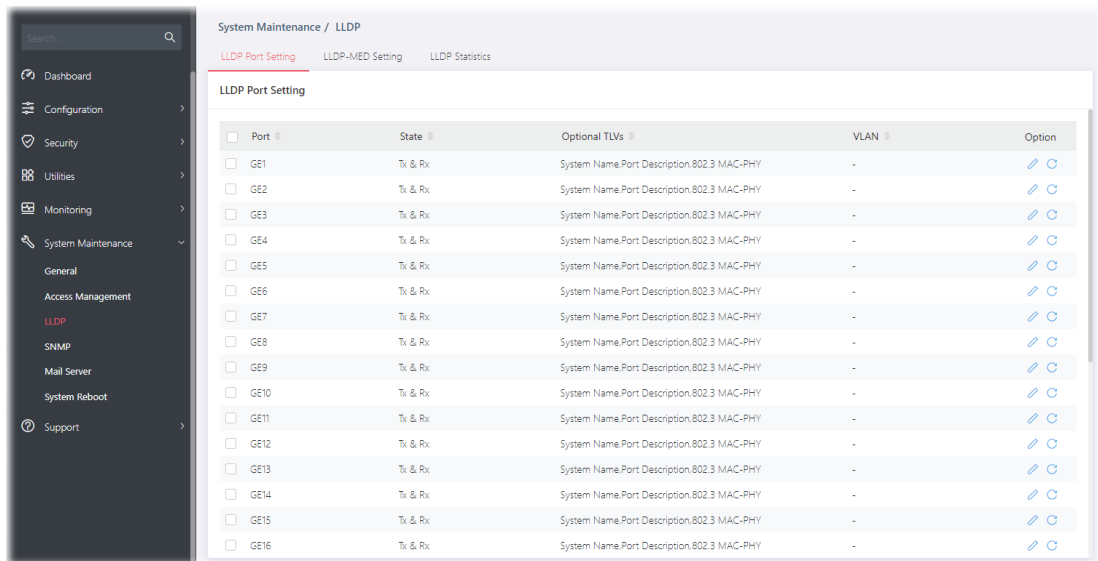 Search...
Dashboard
Configuration
Security
Utilities
Monitoring
System Maintenance
General
Access Management
LLDP
SNMP
Mail Server
System Reboot
Support
System Maintenance / LLDP
LLDP Port Setting LLDP-MED Setting LLDP Statistics
LLDP Port Setting
Port State Optional TLVs VLAN Option
GE1 Tx & Rx System Name,Port Description,802.3 MAC-PHY -
GE2 Tx & Rx System Name,Port Description,802.3 MAC-PHY -
GE3 Tx & Rx System Name,Port Description,802.3 MAC-PHY -
GE4 Tx & Rx System Name,Port Description,802.3 MAC-PHY -
GE5 Tx & Rx System Name,Port Description,802.3 MAC-PHY -
GE6 Tx & Rx System Name,Port Description,802.3 MAC-PHY -
GE7 Tx & Rx System Name,Port Description,802.3 MAC-PHY -
GE8 Tx & Rx System Name,Port Description,802.3 MAC-PHY -
GE9 Tx & Rx System Name,Port Description,802.3 MAC-PHY -
GE10 Tx & Rx System Name,Port Description,802.3 MAC-PHY -
GE11 Tx & Rx System Name,Port Description,802.3 MAC-PHY -
GE12 Tx & Rx System Name,Port Description,802.3 MAC-PHY -
GE13 Tx & Rx System Name,Port Description,802.3 MAC-PHY -
GE14 Tx & Rx System Name,Port Description,802.3 MAC-PHY -
GE15 Tx & Rx System Name,Port Description,802.3 MAC-PHY -
GE16 Tx & Rx System Name,Port Description,802.3 MAC-PHY -